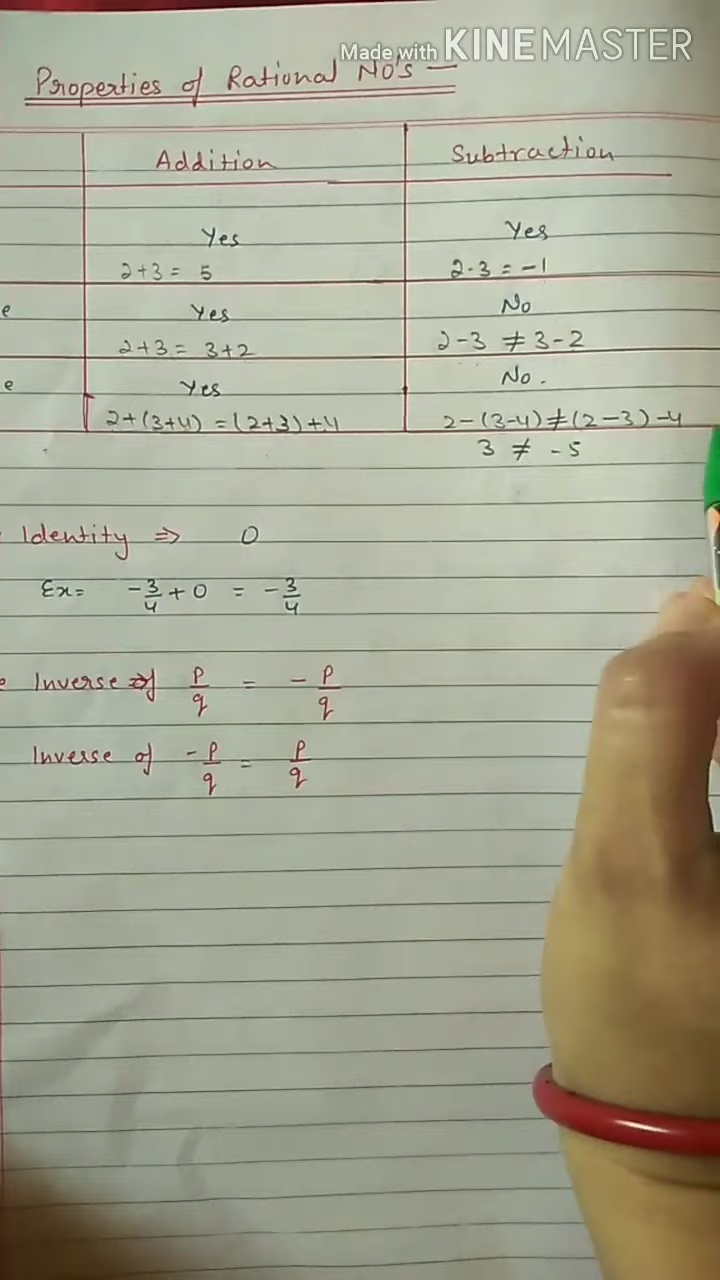 Made with KINEMASTER
Properties of Rational NO's —
Addition Subtraction
Yes Yes
2+3 = 5 2-3 = -1
e Yes No
2+3 = 3+2 2-3 ≠ 3-2
e Yes No.
2+(3+4) = (2+3)+4 2-(3-4) ≠ (2-3)-4
3 ≠ -5
Identity ⇒ 0
Ex= -3/4 + 0 = -3/4
e Inverse of p/q = -p/q
Inverse of -p/q = p/q